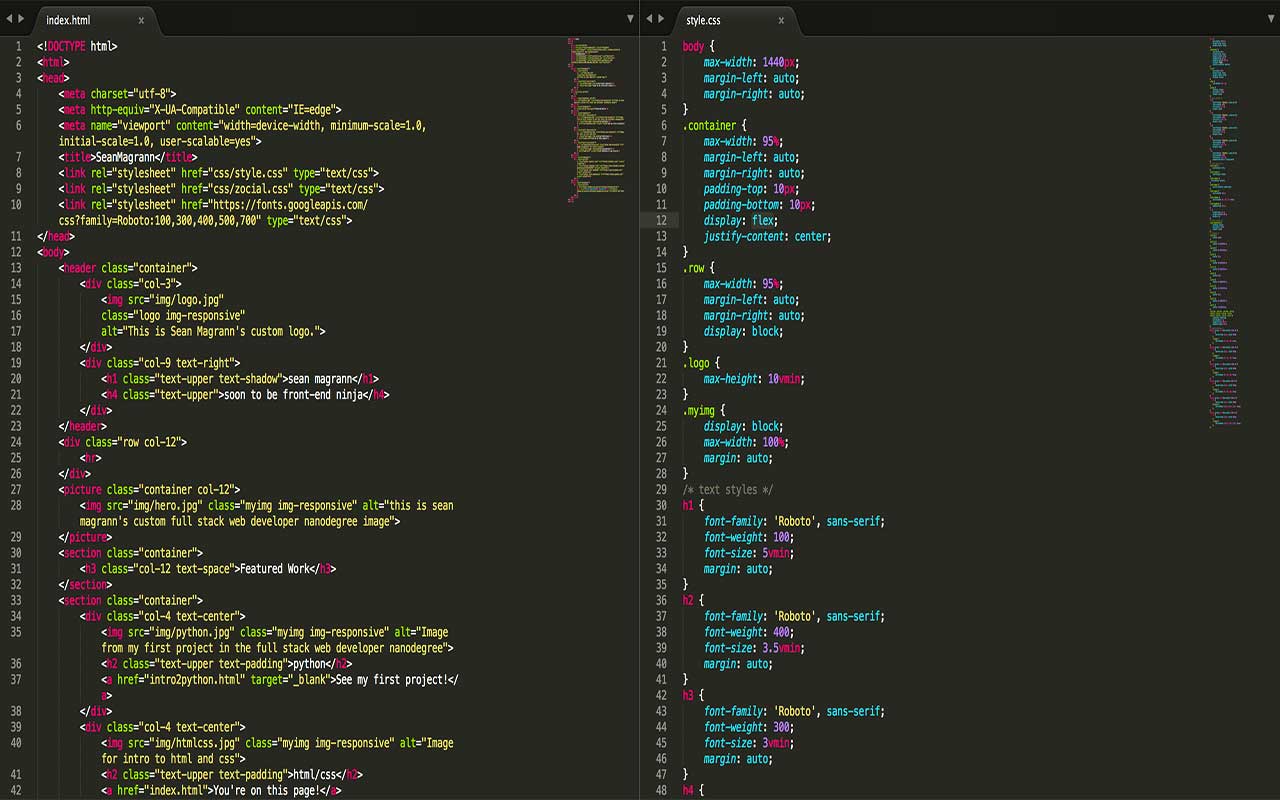 index.html x
1 <!DOCTYPE html>
2 <html>
3 <head>
4 <meta charset="utf-8">
5 <meta http-equiv="X-UA-Compatible" content="IE=edge">
6 <meta name="viewport" content="width=device-width, minimum-scale=1.0,
initial-scale=1.0, user-scalable=yes">
7 <title>SeanMagrann</title>
8 <link rel="stylesheet" href="css/style.css" type="text/css">
9 <link rel="stylesheet" href="css/zocial.css" type="text/css">
10 <link rel="stylesheet" href="https://fonts.googleapis.com/
css?family=Roboto:100,300,400,500,700" type="text/css">
11 </head>
12 <body>
13 <header class="container">
14 <div class="col-3">
15 <img src="img/logo.jpg"
16 class="logo img-responsive"
17 alt="This is Sean Magrann's custom logo.">
18 </div>
19 <div class="col-9 text-right">
20 <h1 class="text-upper text-shadow">sean magrann</h1>
21 <h4 class="text-upper">soon to be front-end ninja</h4>
22 </div>
23 </header>
24 <div class="row col-12">
25 <hr>
26 </div>
27 <picture class="container col-12">
28 <img src="img/hero.jpg" class="myimg img-responsive" alt="this is sean
magrann's custom full stack web developer nanodegree image">
29 </picture>
30 <section class="container">
31 <h3 class="col-12 text-space">Featured Work</h3>
32 </section>
33 <section class="container">
34 <div class="col-4 text-center">
35 <img src="img/python.jpg" class="myimg img-responsive" alt="Image
from my first project in the full stack web developer nanodegree">
36 <h2 class="text-upper text-padding">python</h2>
37 <a href="intro2python.html" target="_blank">See my first project!</
a>
38 </div>
39 <div class="col-4 text-center">
40 <img src="img/htmlcss.jpg" class="myimg img-responsive" alt="Image
for intro to html and css">
41 <h2 class="text-upper text-padding">html/css</h2>
42 <a href="index.html">You're on this page!</a>
style.css x
1 body {
2 max-width: 1440px;
3 margin-left: auto;
4 margin-right: auto;
5 }
6 .container {
7 max-width: 95%;
8 margin-left: auto;
9 margin-right: auto;
10 padding-top: 10px;
11 padding-bottom: 10px;
12 display: flex;
13 justify-content: center;
14 }
15 .row {
16 max-width: 95%;
17 margin-left: auto;
18 margin-right: auto;
19 display: block;
20 }
21 .logo {
22 max-height: 10vmin;
23 }
24 .myimg {
25 display: block;
26 max-width: 100%;
27 margin: auto;
28 }
29 /* text styles */
30 h1 {
31 font-family: 'Roboto', sans-serif;
32 font-weight: 100;
33 font-size: 5vmin;
34 margin: auto;
35 }
36 h2 {
37 font-family: 'Roboto', sans-serif;
38 font-weight: 400;
39 font-size: 3.5vmin;
40 margin: auto;
41 }
42 h3 {
43 font-family: 'Roboto', sans-serif;
44 font-weight: 300;
45 font-size: 3vmin;
46 margin: auto;
47 }
48 h4 {